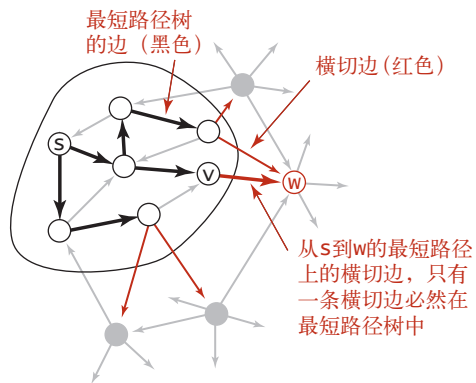 最短路径树
的边（黑色）
横切边(红色)
s
v
w
从s到w的最短路径
上的横切边，只有
一条横切边必然在
最短路径树中